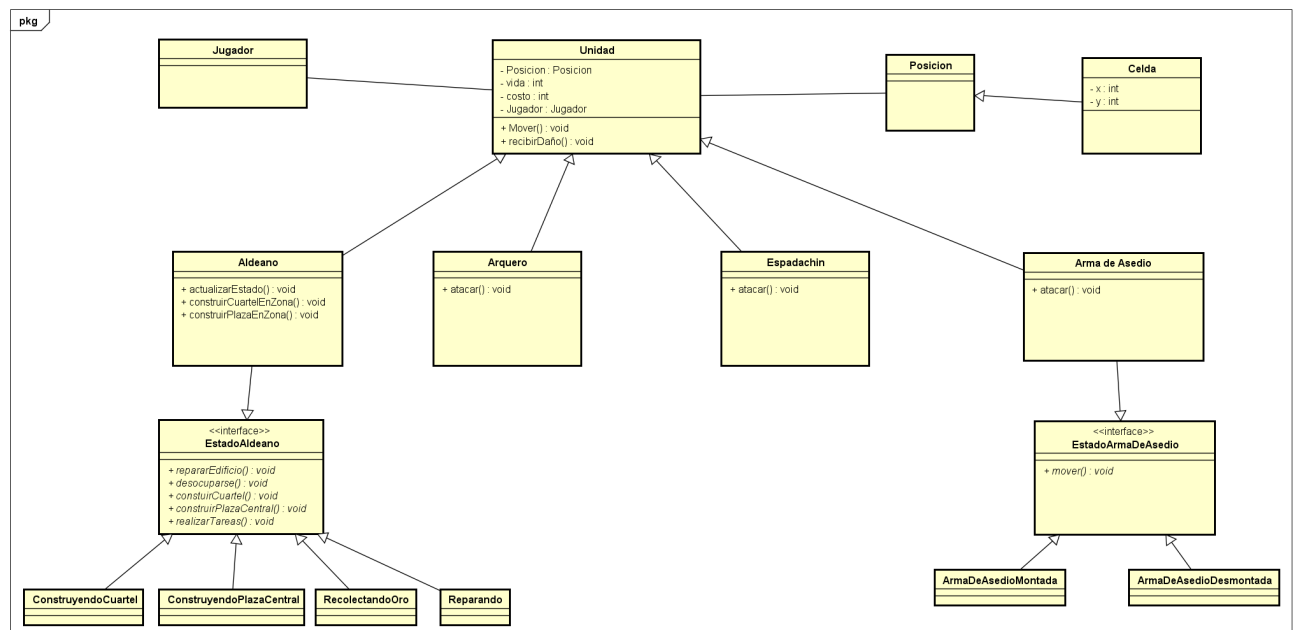 pkg
Jugador
Unidad
- Posicion : Posicion
- vida : int
- costo : int
- Jugador : Jugador
+ Mover() : void
+ recibirDaño() : void
Posicion
Celda
- x : int
- y : int
Aldeano
+ actualizarEstado() : void
+ construirCuartelEnZona() : void
+ construirPlazaEnZona() : void
Arquero
+ atacar() : void
Espadachin
+ atacar() : void
Arma de Asedio
+ atacar() : void
<<interface>>
EstadoAldeano
+ repararEdificio() : void
+ desocuparse() : void
+ constuirCuartel() : void
+ construirPlazaCentral() : void
+ realizarTareas() : void
<<interface>>
EstadoArmaDeAsedio
+ mover() : void
ConstruyendoCuartel
ConstruyendoPlazaCentral
RecolectandoOro
Reparando
ArmaDeAsedioMontada
ArmaDeAsedioDesmontada